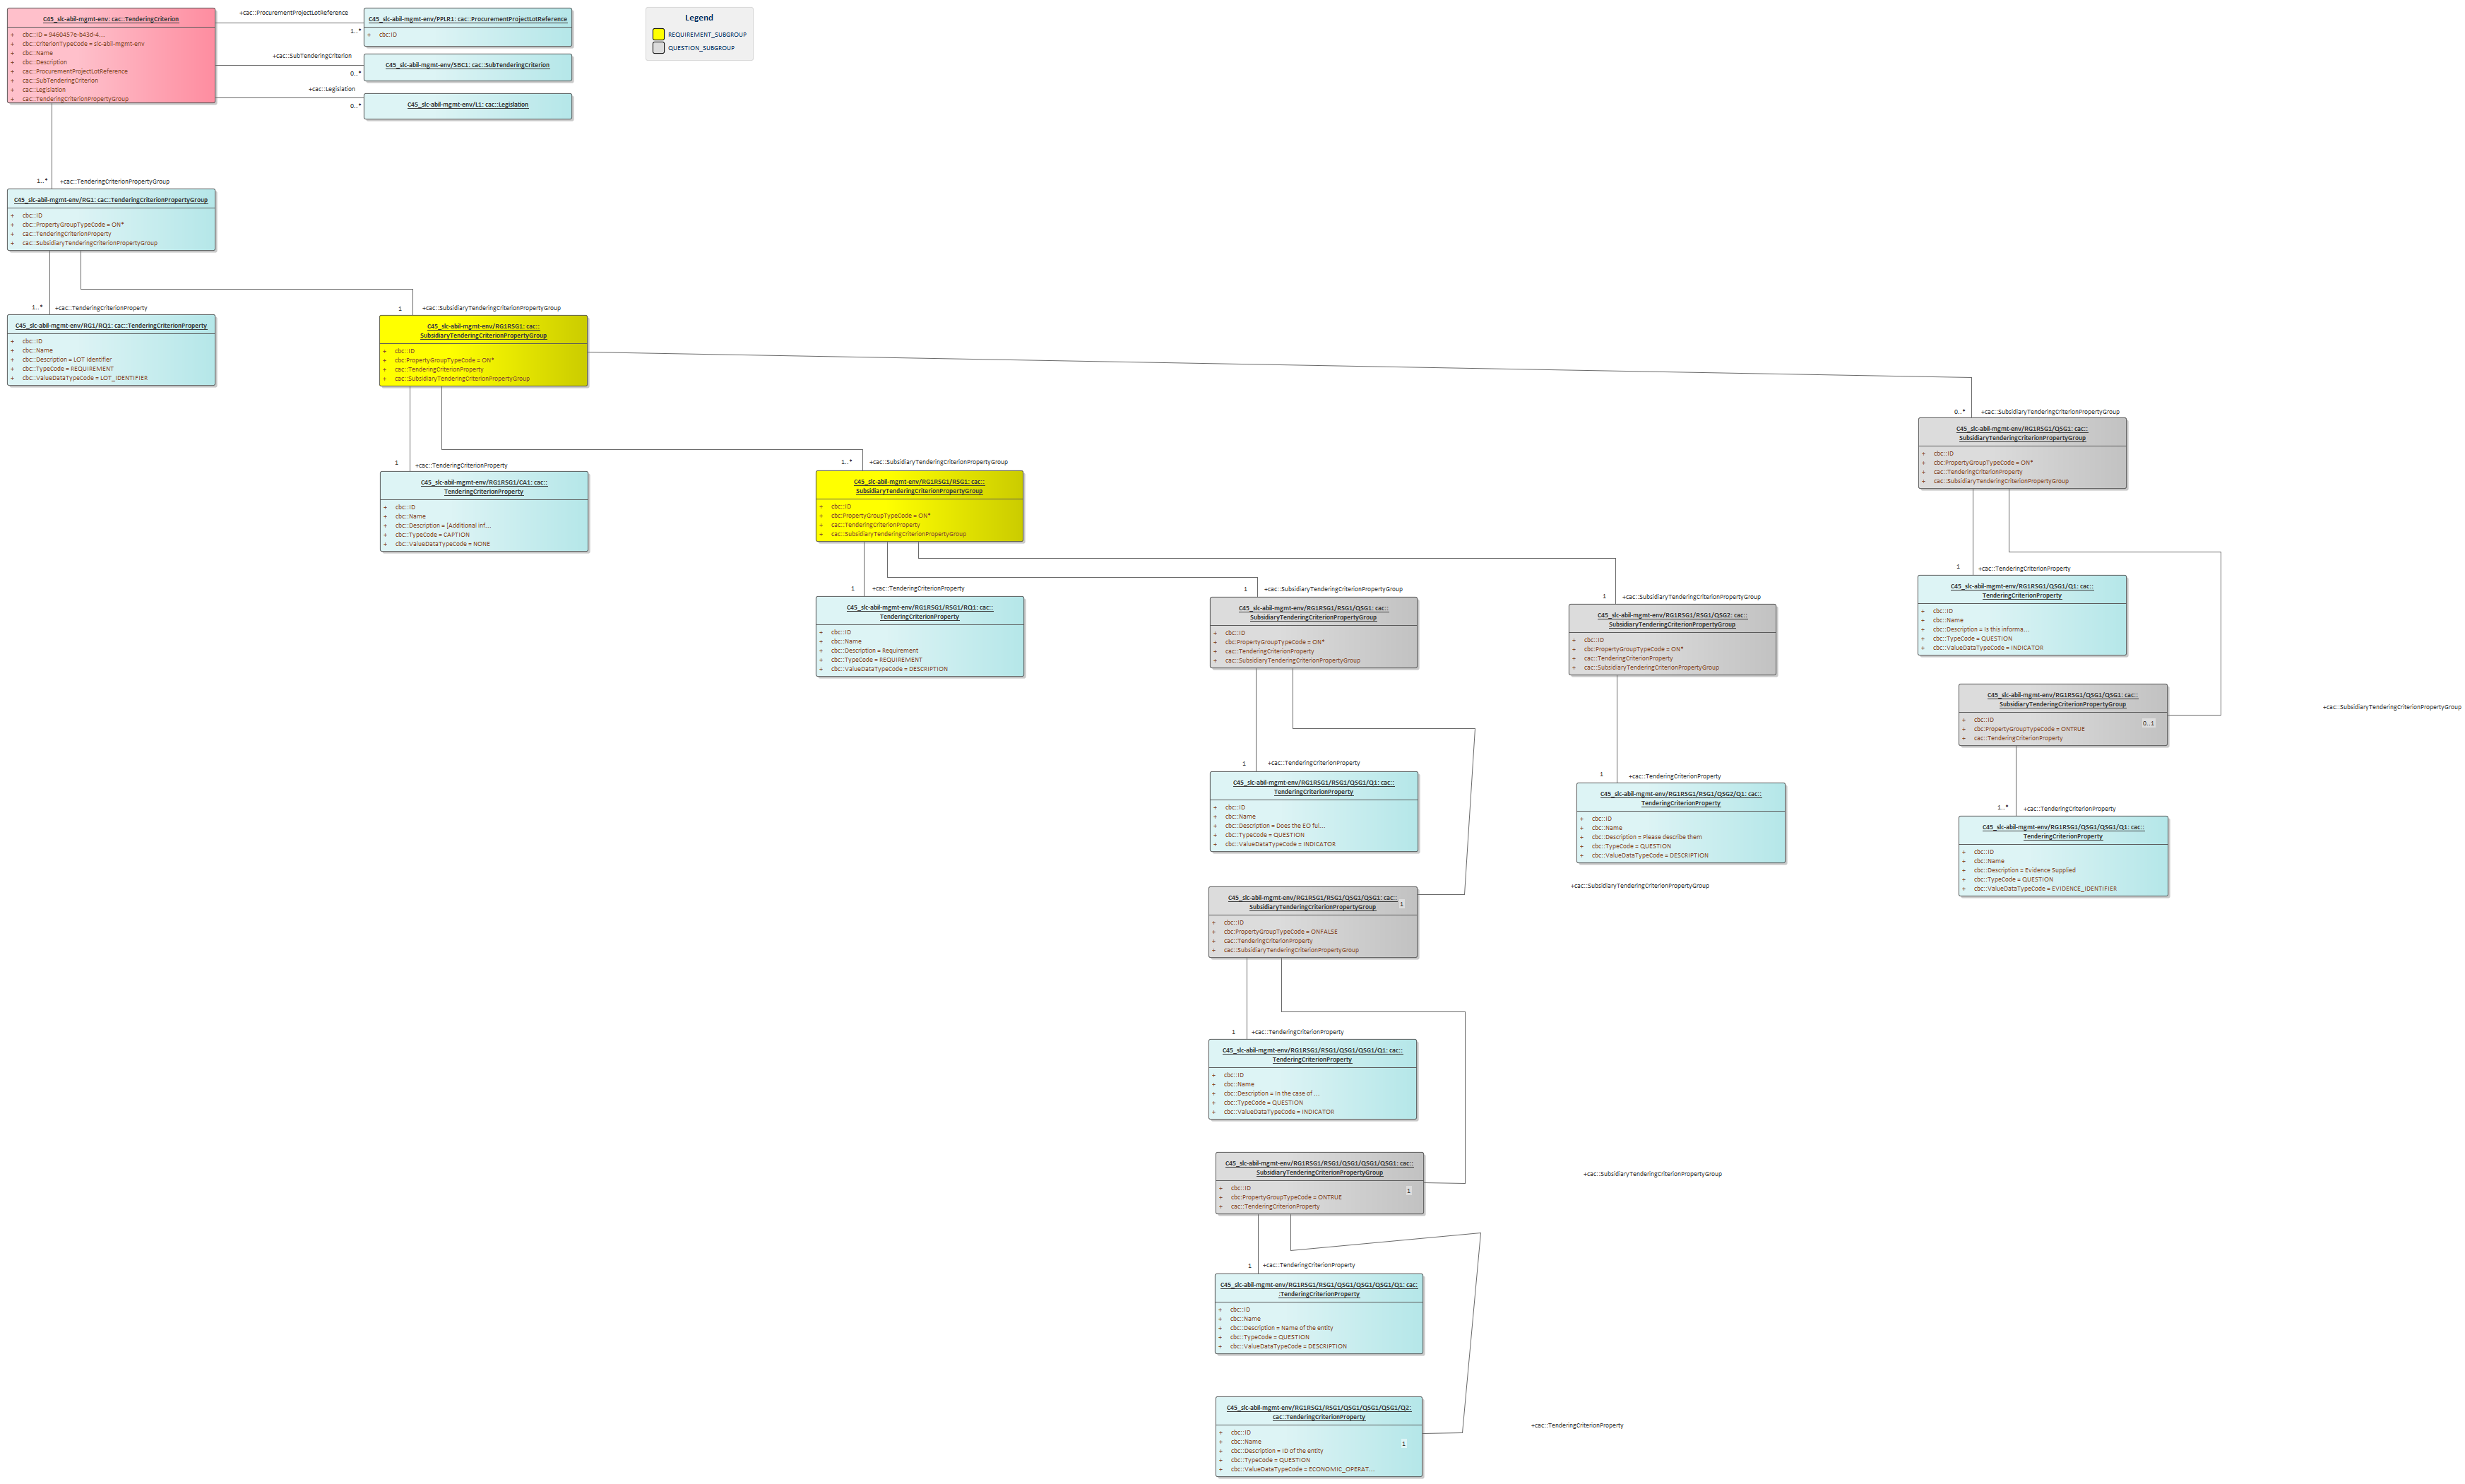 C45_slc-abil-mgmt-env: cac::TenderingCriterion
+ cbc::ID = 9460457e-b43d-4...
+ cbc::CriterionTypeCode = slc-abil-mgmt-env
+ cbc::Name
+ cbc::Description
+ cac::ProcurementProjectLotReference
+ cac::SubTenderingCriterion
+ cac::Legislation
+ cac::TenderingCriterionPropertyGroup
+cac::ProcurementProjectLotReference
1..*
C45_slc-abil-mgmt-env/PPLR1: cac::ProcurementProjectLotReference
+ cbc:ID
+cac::SubTenderingCriterion
0..*
C45_slc-abil-mgmt-env/SBC1: cac::SubTenderingCriterion
+cac::Legislation
0..*
C45_slc-abil-mgmt-env/L1: cac::Legislation
Legend
REQUIREMENT_SUBGROUP
QUESTION_SUBGROUP
1..*
+cac::TenderingCriterionPropertyGroup
C45_slc-abil-mgmt-env/RG1: cac::TenderingCriterionPropertyGroup
+ cbc::ID
+ cbc::PropertyGroupTypeCode = ON*
+ cac::TenderingCriterionProperty
+ cac::SubsidiaryTenderingCriterionPropertyGroup
1..*
+cac::TenderingCriterionProperty
C45_slc-abil-mgmt-env/RG1/RQ1: cac::TenderingCriterionProperty
+ cbc::ID
+ cbc::Name
+ cbc::Description = LOT Identifier
+ cbc::TypeCode = REQUIREMENT
+ cbc::ValueDataTypeCode = LOT_IDENTIFIER
1
+cac::SubsidiaryTenderingCriterionPropertyGroup
C45_slc-abil-mgmt-env/RG1RSG1: cac::
SubsidiaryTenderingCriterionPropertyGroup
+ cbc::ID
+ cbc:PropertyGroupTypeCode = ON*
+ cac::TenderingCriterionProperty
+ cac::SubsidiaryTenderingCriterionPropertyGroup
1
+cac::TenderingCriterionProperty
C45_slc-abil-mgmt-env/RG1RSG1/CA1: cac::
TenderingCriterionProperty
+ cbc::ID
+ cbc::Name
+ cbc::Description = [Additional inf...
+ cbc::TypeCode = CAPTION
+ cbc::ValueDataTypeCode = NONE
1..*
+cac::SubsidiaryTenderingCriterionPropertyGroup
C45_slc-abil-mgmt-env/RG1RSG1/RSG1: cac::
SubsidiaryTenderingCriterionPropertyGroup
+ cbc::ID
+ cbc:PropertyGroupTypeCode = ON*
+ cac::TenderingCriterionProperty
+ cac::SubsidiaryTenderingCriterionPropertyGroup
1
+cac::TenderingCriterionProperty
C45_slc-abil-mgmt-env/RG1RSG1/RSG1/RQ1: cac::
TenderingCriterionProperty
+ cbc::ID
+ cbc::Name
+ cbc::Description = Requirement
+ cbc::TypeCode = REQUIREMENT
+ cbc::ValueDataTypeCode = DESCRIPTION
1
+cac::SubsidiaryTenderingCriterionPropertyGroup
C45_slc-abil-mgmt-env/RG1RSG1/RSG1/QSG1: cac::
SubsidiaryTenderingCriterionPropertyGroup
+ cbc::ID
+ cbc:PropertyGroupTypeCode = ON*
+ cac::TenderingCriterionProperty
+ cac::SubsidiaryTenderingCriterionPropertyGroup
1
+cac::TenderingCriterionProperty
C45_slc-abil-mgmt-env/RG1RSG1/RSG1/QSG1/Q1: cac::
TenderingCriterionProperty
+ cbc::ID
+ cbc::Name
+ cbc::Description = Does the EO ful...
+ cbc::TypeCode = QUESTION
+ cbc::ValueDataTypeCode = INDICATOR
+cac::SubsidiaryTenderingCriterionPropertyGroup
C45_slc-abil-mgmt-env/RG1RSG1/RSG1/QSG1/QSG1: cac::
SubsidiaryTenderingCriterionPropertyGroup
1
+ cbc::ID
+ cbc:PropertyGroupTypeCode = ONFALSE
+ cac::TenderingCriterionProperty
+ cac::SubsidiaryTenderingCriterionPropertyGroup
1
+cac::TenderingCriterionProperty
C45_slc-abil-mgmt-env/RG1RSG1/RSG1/QSG1/QSG1/Q1: cac::
TenderingCriterionProperty
+ cbc::ID
+ cbc::Name
+ cbc::Description = In the case of ...
+ cbc::TypeCode = QUESTION
+ cbc::ValueDataTypeCode = INDICATOR
+cac::SubsidiaryTenderingCriterionPropertyGroup
C45_slc-abil-mgmt-env/RG1RSG1/RSG1/QSG1/QSG1/QSG1: cac::
SubsidiaryTenderingCriterionPropertyGroup
1
+ cbc::ID
+ cbc:PropertyGroupTypeCode = ONTRUE
+ cac::TenderingCriterionProperty
1
+cac::TenderingCriterionProperty
C45_slc-abil-mgmt-env/RG1RSG1/RSG1/QSG1/QSG1/QSG1/Q1: cac:
:TenderingCriterionProperty
+ cbc::ID
+ cbc::Name
+ cbc::Description = Name of the entity
+ cbc::TypeCode = QUESTION
+ cbc::ValueDataTypeCode = DESCRIPTION
+cac::TenderingCriterionProperty
C45_slc-abil-mgmt-env/RG1RSG1/RSG1/QSG1/QSG1/QSG1/Q2:
cac::TenderingCriterionProperty
1
+ cbc::ID
+ cbc::Name
+ cbc::Description = ID of the entity
+ cbc::TypeCode = QUESTION
+ cbc::ValueDataTypeCode = ECONOMIC_OPERAT...
1
+cac::SubsidiaryTenderingCriterionPropertyGroup
C45_slc-abil-mgmt-env/RG1RSG1/RSG1/QSG2: cac::
SubsidiaryTenderingCriterionPropertyGroup
+ cbc::ID
+ cbc:PropertyGroupTypeCode = ON*
+ cac::TenderingCriterionProperty
+ cac::SubsidiaryTenderingCriterionPropertyGroup
1
+cac::TenderingCriterionProperty
C45_slc-abil-mgmt-env/RG1RSG1/RSG1/QSG2/Q1: cac::
TenderingCriterionProperty
+ cbc::ID
+ cbc::Name
+ cbc::Description = Please describe them
+ cbc::TypeCode = QUESTION
+ cbc::ValueDataTypeCode = DESCRIPTION
0..*
+cac::SubsidiaryTenderingCriterionPropertyGroup
C45_slc-abil-mgmt-env/RG1RSG1/QSG1: cac::
SubsidiaryTenderingCriterionPropertyGroup
+ cbc::ID
+ cbc:PropertyGroupTypeCode = ON*
+ cac::TenderingCriterionProperty
+ cac::SubsidiaryTenderingCriterionPropertyGroup
1
+cac::TenderingCriterionProperty
C45_slc-abil-mgmt-env/RG1RSG1/QSG1/Q1: cac::
TenderingCriterionProperty
+ cbc::ID
+ cbc::Name
+ cbc::Description = Is this informa...
+ cbc::TypeCode = QUESTION
+ cbc::ValueDataTypeCode = INDICATOR
+cac::SubsidiaryTenderingCriterionPropertyGroup
C45_slc-abil-mgmt-env/RG1RSG1/QSG1/QSG1: cac::
SubsidiaryTenderingCriterionPropertyGroup
0..1
+ cbc::ID
+ cbc:PropertyGroupTypeCode = ONTRUE
+ cac::TenderingCriterionProperty
1..*
+cac::TenderingCriterionProperty
C45_slc-abil-mgmt-env/RG1RSG1/QSG1/QSG1/Q1: cac::
TenderingCriterionProperty
+ cbc::ID
+ cbc::Name
+ cbc::Description = Evidence Supplied
+ cbc::TypeCode = QUESTION
+ cbc::ValueDataTypeCode = EVIDENCE_IDENTIFIER